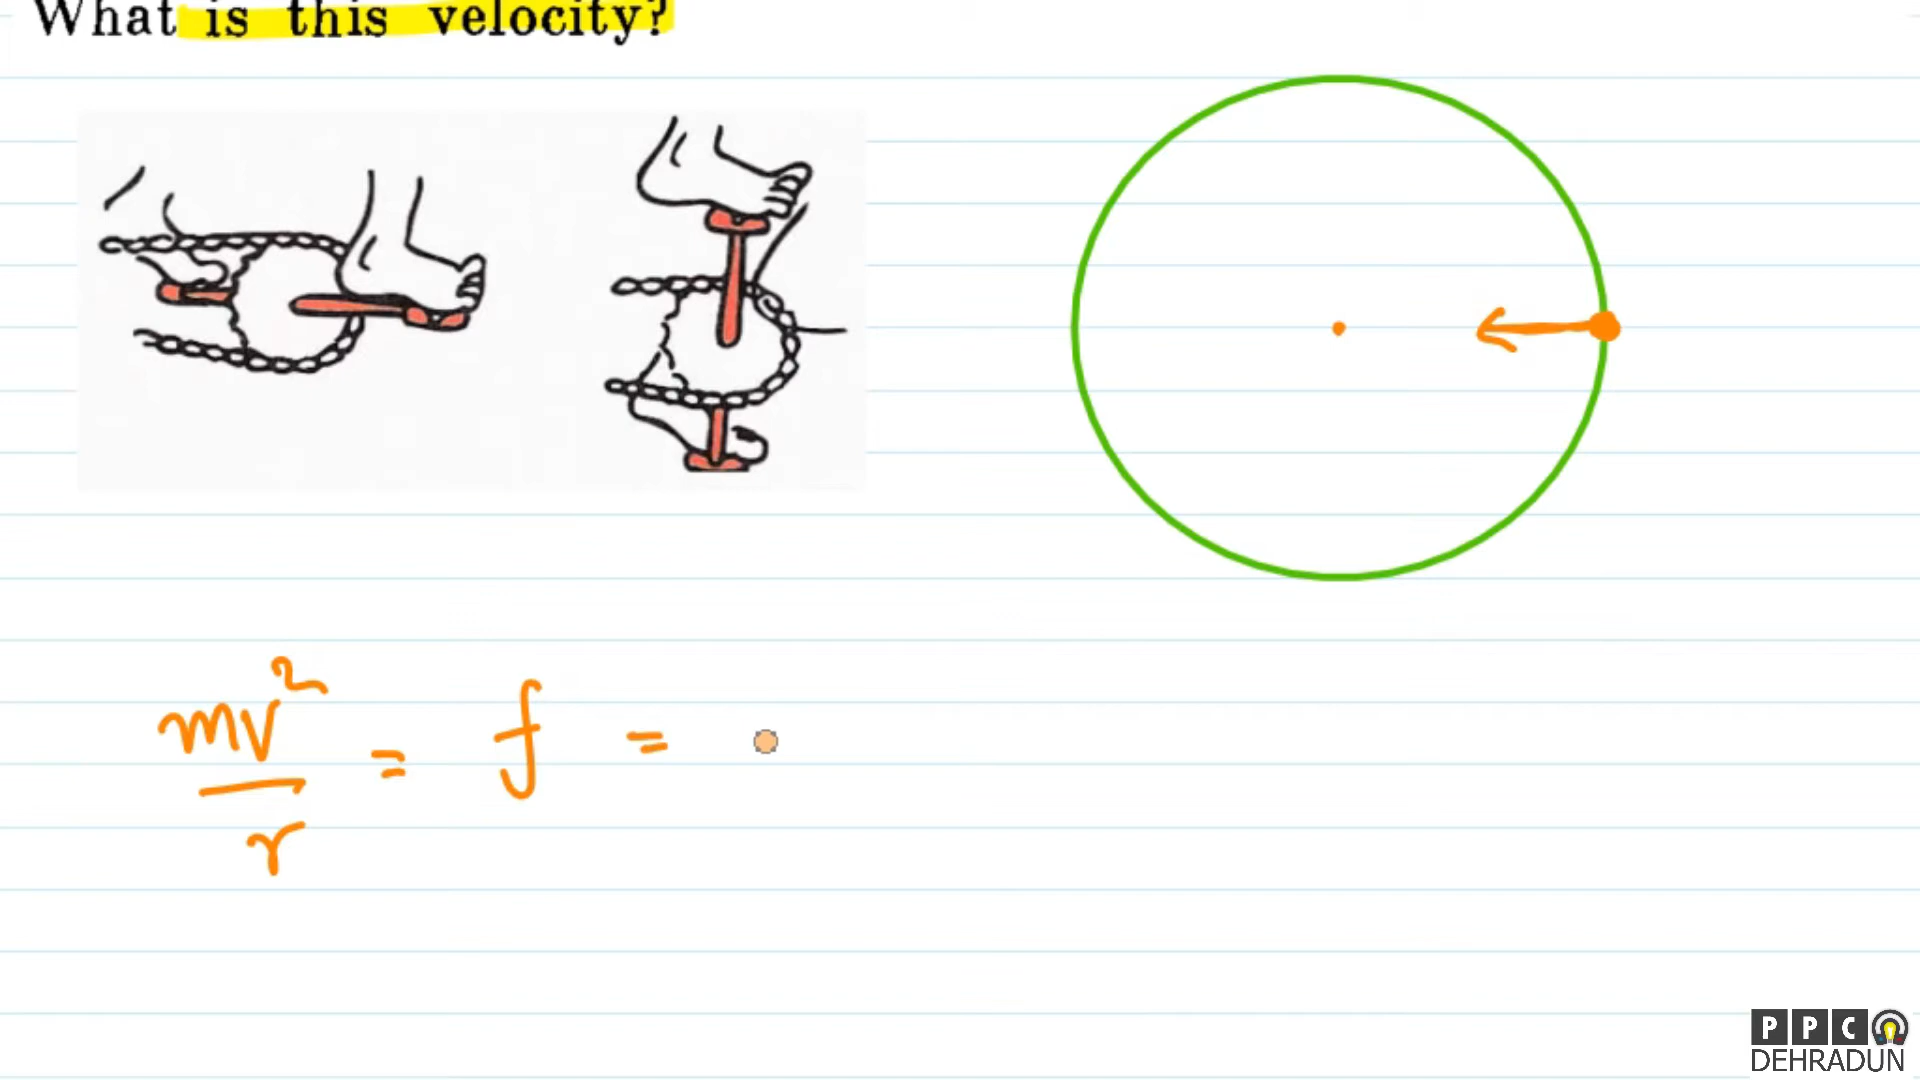 What is this velocity?
mv²/r = f =
PPC
DEHRADUN